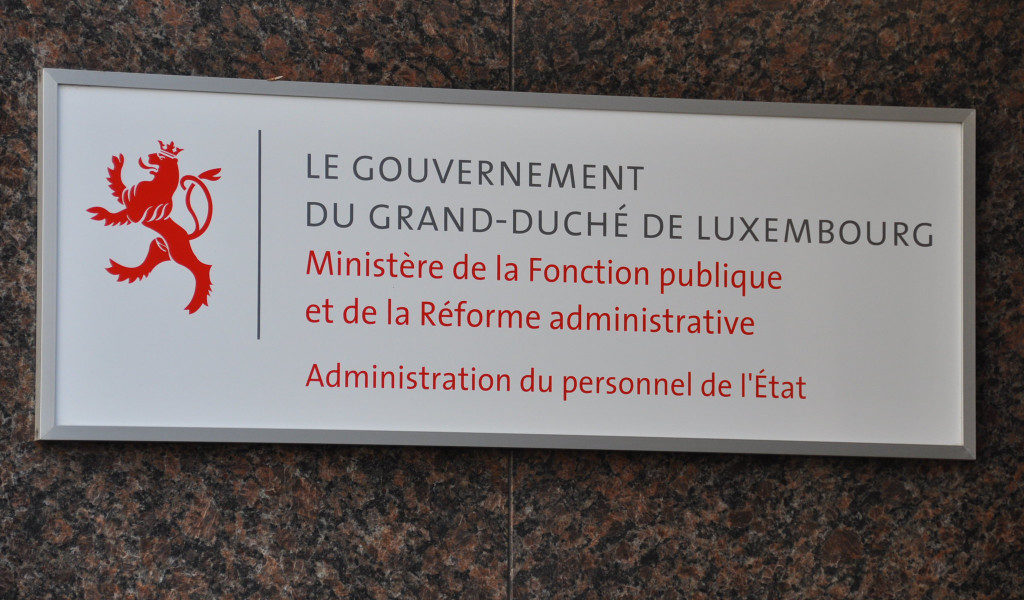 LE GOUVERNEMENT
DU GRAND-DUCHÉ DE LUXEMBOURG
Ministère de la Fonction publique
et de la Réforme administrative
Administration du personnel de l'État